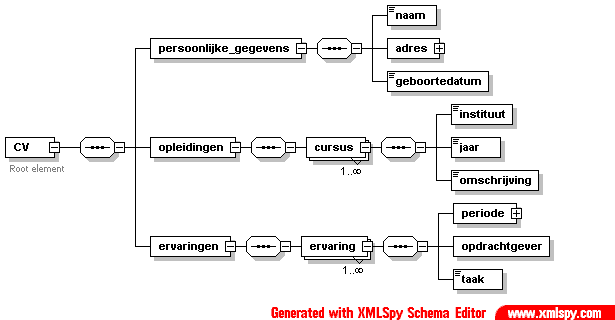 naam
persoonlijke_gegevens
adres
geboortedatum
CV
Root element
opleidingen
cursus
1..∞
instituut
jaar
omschrijving
ervaringen
ervaring
1..∞
periode
opdrachtgever
taak
Generated with XMLSpy Schema Editor www.xmlspy.com